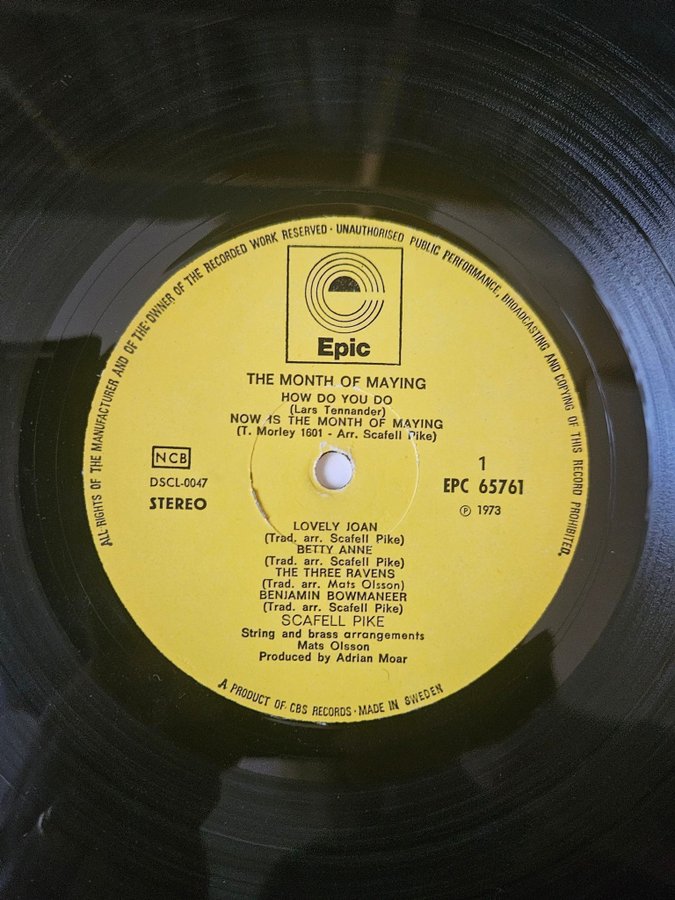 ALL RIGHTS OF THE MANUFACTURER AND OF THE OWNER OF THE RECORDED WORK RESERVED · UNAUTHORISED PUBLIC PERFORMANCE, BROADCASTING AND COPYING OF THIS RECORD PROHIBITED.
Epic
THE MONTH OF MAYING
HOW DO YOU DO
(Lars Tennander)
NOW IS THE MONTH OF MAYING
(T. Morley 1601 - Arr. Scafell Pike)
NCB
DSCL-0047
STEREO
1
EPC 65761
Ⓟ 1973
LOVELY JOAN
(Trad. arr. Scafell Pike)
BETTY ANNE
(Trad. arr. Scafell Pike)
THE THREE RAVENS
(Trad. arr. Mats Olsson)
BENJAMIN BOWMANEER
(Trad. arr. Scafell Pike)
SCAFELL PIKE
String and brass arrangements
Mats Olsson
Produced by Adrian Moar
A PRODUCT OF CBS RECORDS · MADE IN SWEDEN